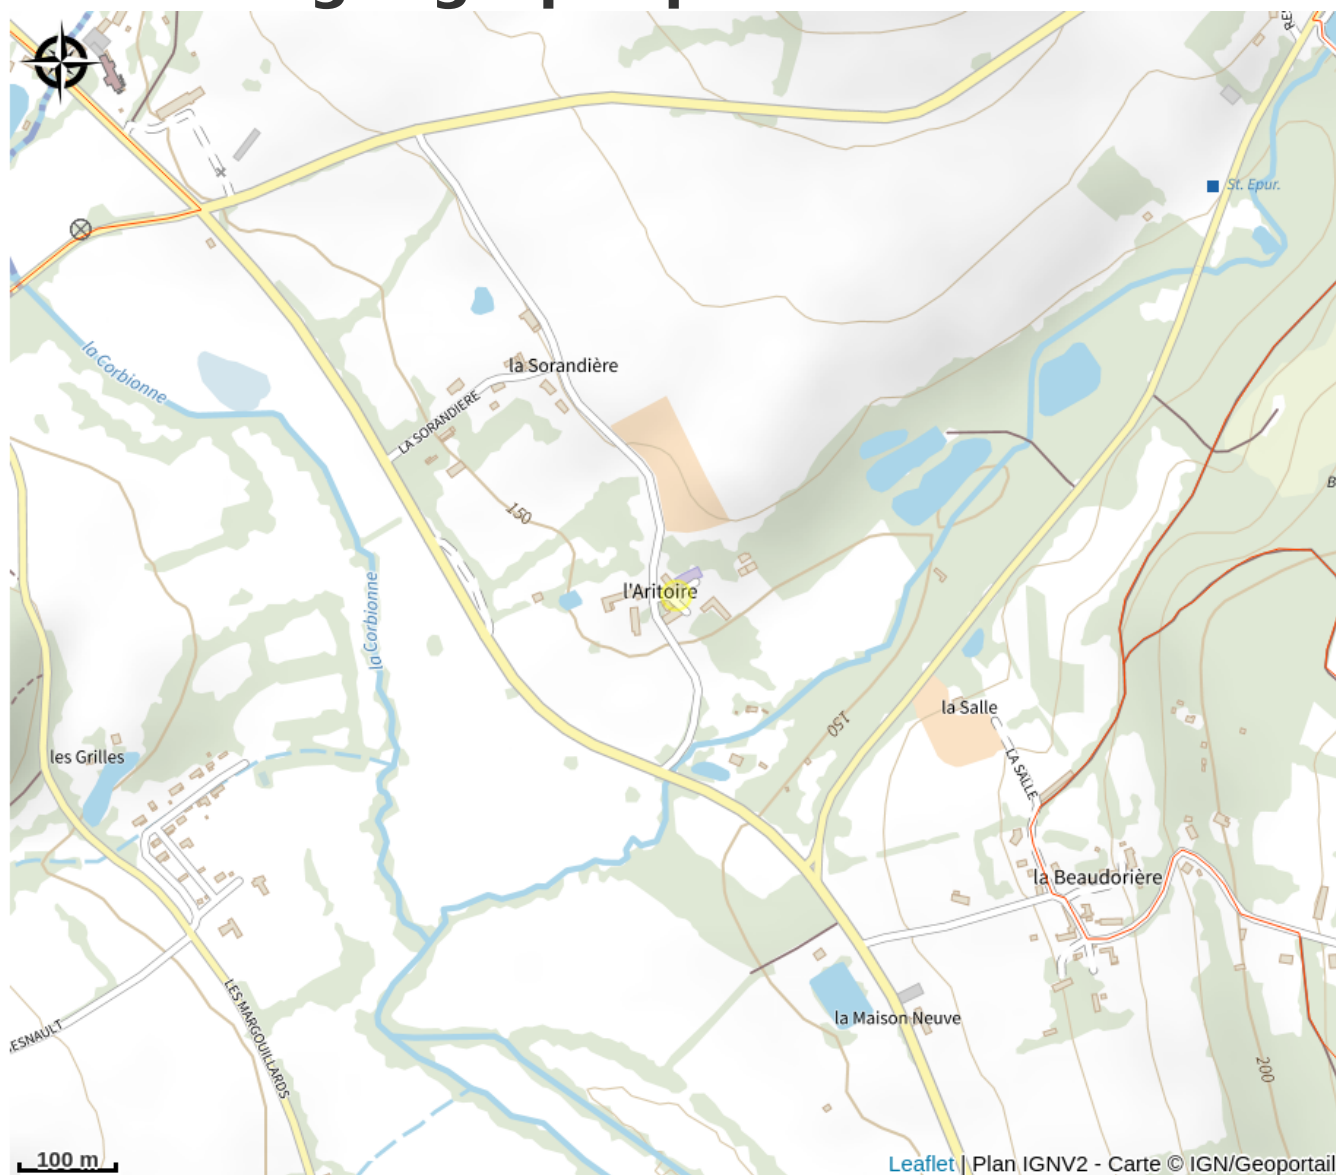 St. Epur.
la Corbionne
la Sorandière
LA SORANDIERE
150
l'Aritoire
la Corbionne
la Salle
150
LA SALLE
les Grilles
la Beaudorière
la Maison Neuve
LES MARGOUILLARDS
ESNAULT
200
100 m
Leaflet | Plan IGNV2 - Carte © IGN/Geoportail